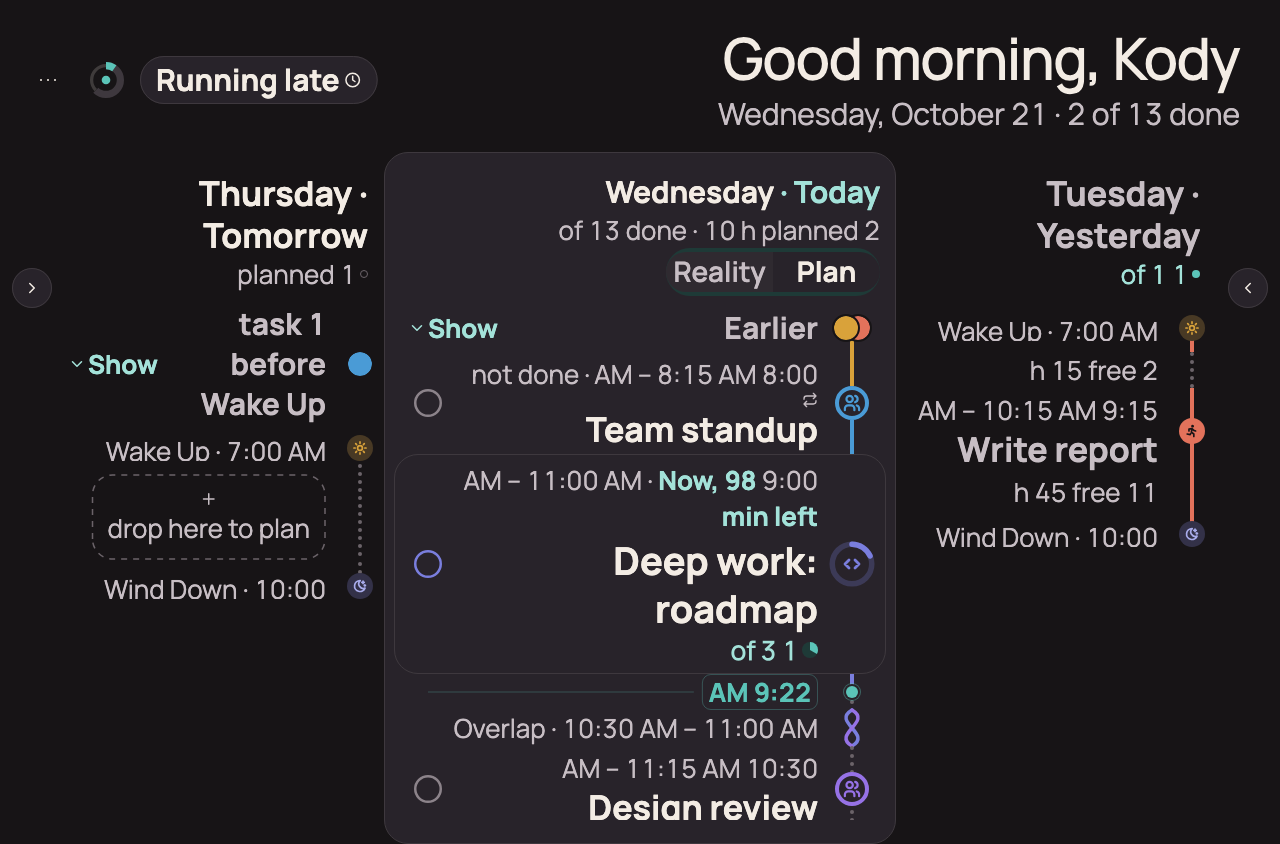 Good morning, Kody
Wednesday, October 21 · 2 of 13 done
Running late
...
Tuesday ·
Yesterday
of 1 1
Wake Up · 7:00 AM
h 15 free 2
AM – 10:15 AM 9:15
Write report
h 45 free 11
Wind Down · 10:00
Wednesday · Today
of 13 done · 10 h planned 2
Reality Plan
Earlier
Show
not done · AM – 8:15 AM 8:00
Team standup
AM – 11:00 AM · Now, 98 9:00
min left
Deep work:
roadmap
of 3 1
AM 9:22
Overlap · 10:30 AM – 11:00 AM
AM – 11:15 AM 10:30
Design review
Thursday ·
Tomorrow
planned 1
task 1
before
Wake Up
Show
Wake Up · 7:00 AM
+
drop here to plan
Wind Down · 10:00